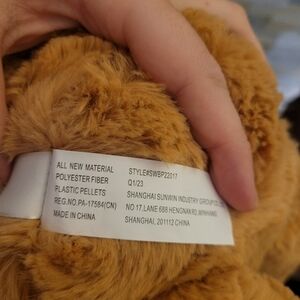 ALL NEW MATERIAL
POLYESTER FIBER
PLASTIC PELLETS
REG.NO.PA-17584(CN)
MADE IN CHINA
STYLE#SWBP22017
Q1/23
SHANGHAI SUNWIN INDUSTRY GROUP CO.
NO.17,LANE 688 HENGNAN RD, MINHANG,
SHANGHAI, 201112 CHINA